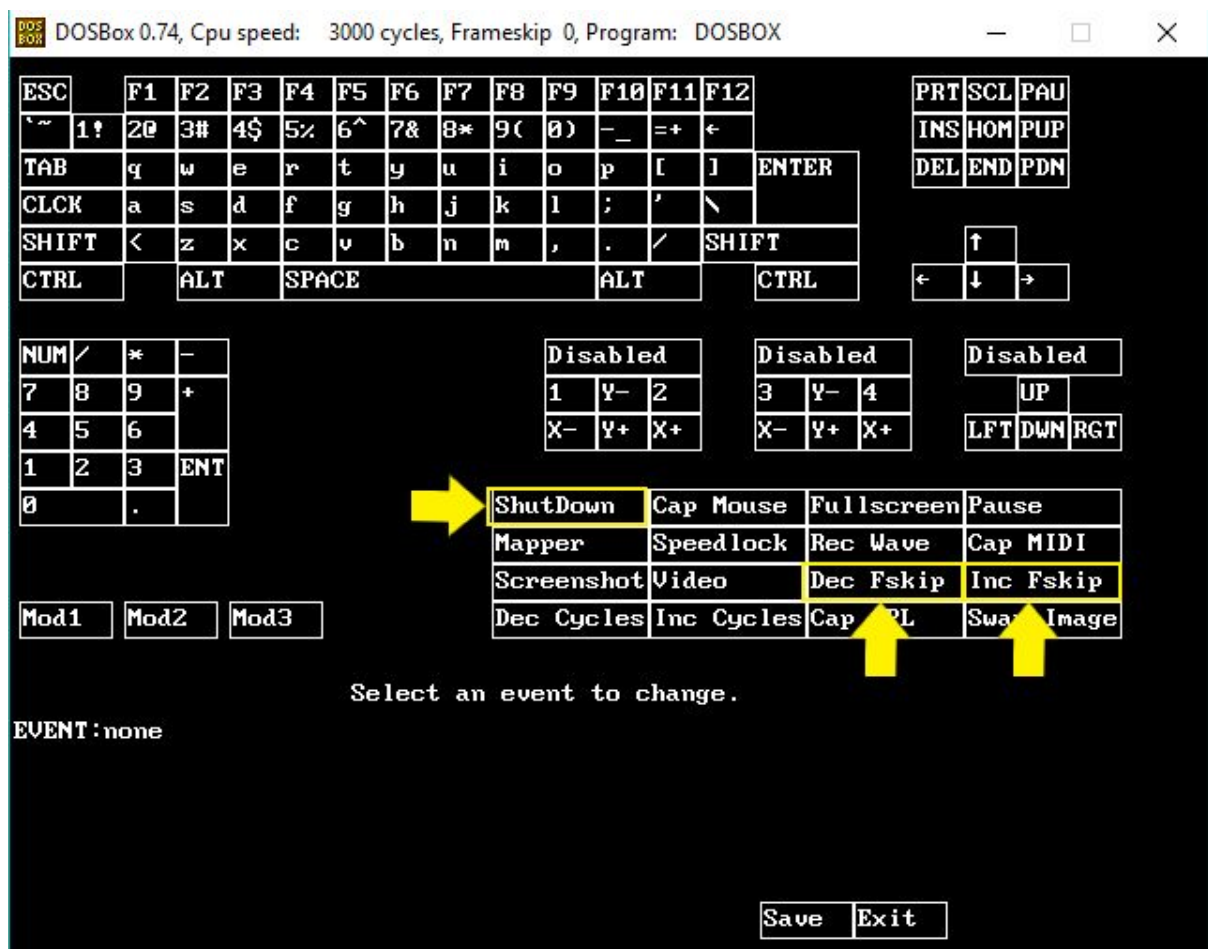 DOSBox 0.74, Cpu speed: 3000 cycles, Frameskip 0, Program: DOSBOX
ESC F1 F2 F3 F4 F5 F6 F7 F8 F9 F10 F11 F12 PRT SCL PAU
`~ 1! 2@ 3# 4$ 5% 6^ 7& 8* 9( 0) -_ =+ ← INS HOM PUP
TAB q w e r t y u i o p [ ] ENTER DEL END PDN
CLCK a s d f g h j k l ; ' \
SHIFT < z x c v b n m , . / SHIFT ↑
CTRL ALT SPACE ALT CTRL ← ↓ →
NUM / * - Disabled Disabled Disabled
7 8 9 + 1 Y- 2 3 Y- 4 UP
4 5 6 X- Y+ X+ X- Y+ X+ LFT DWN RGT
1 2 3 ENT
0 . ShutDown Cap Mouse Fullscreen Pause
Mapper Speedlock Rec Wave Cap MIDI
Screenshot Video Dec Fskip Inc Fskip
Mod1 Mod2 Mod3 Dec Cycles Inc Cycles Cap Image
Select an event to change.
EVENT:none
Save Exit